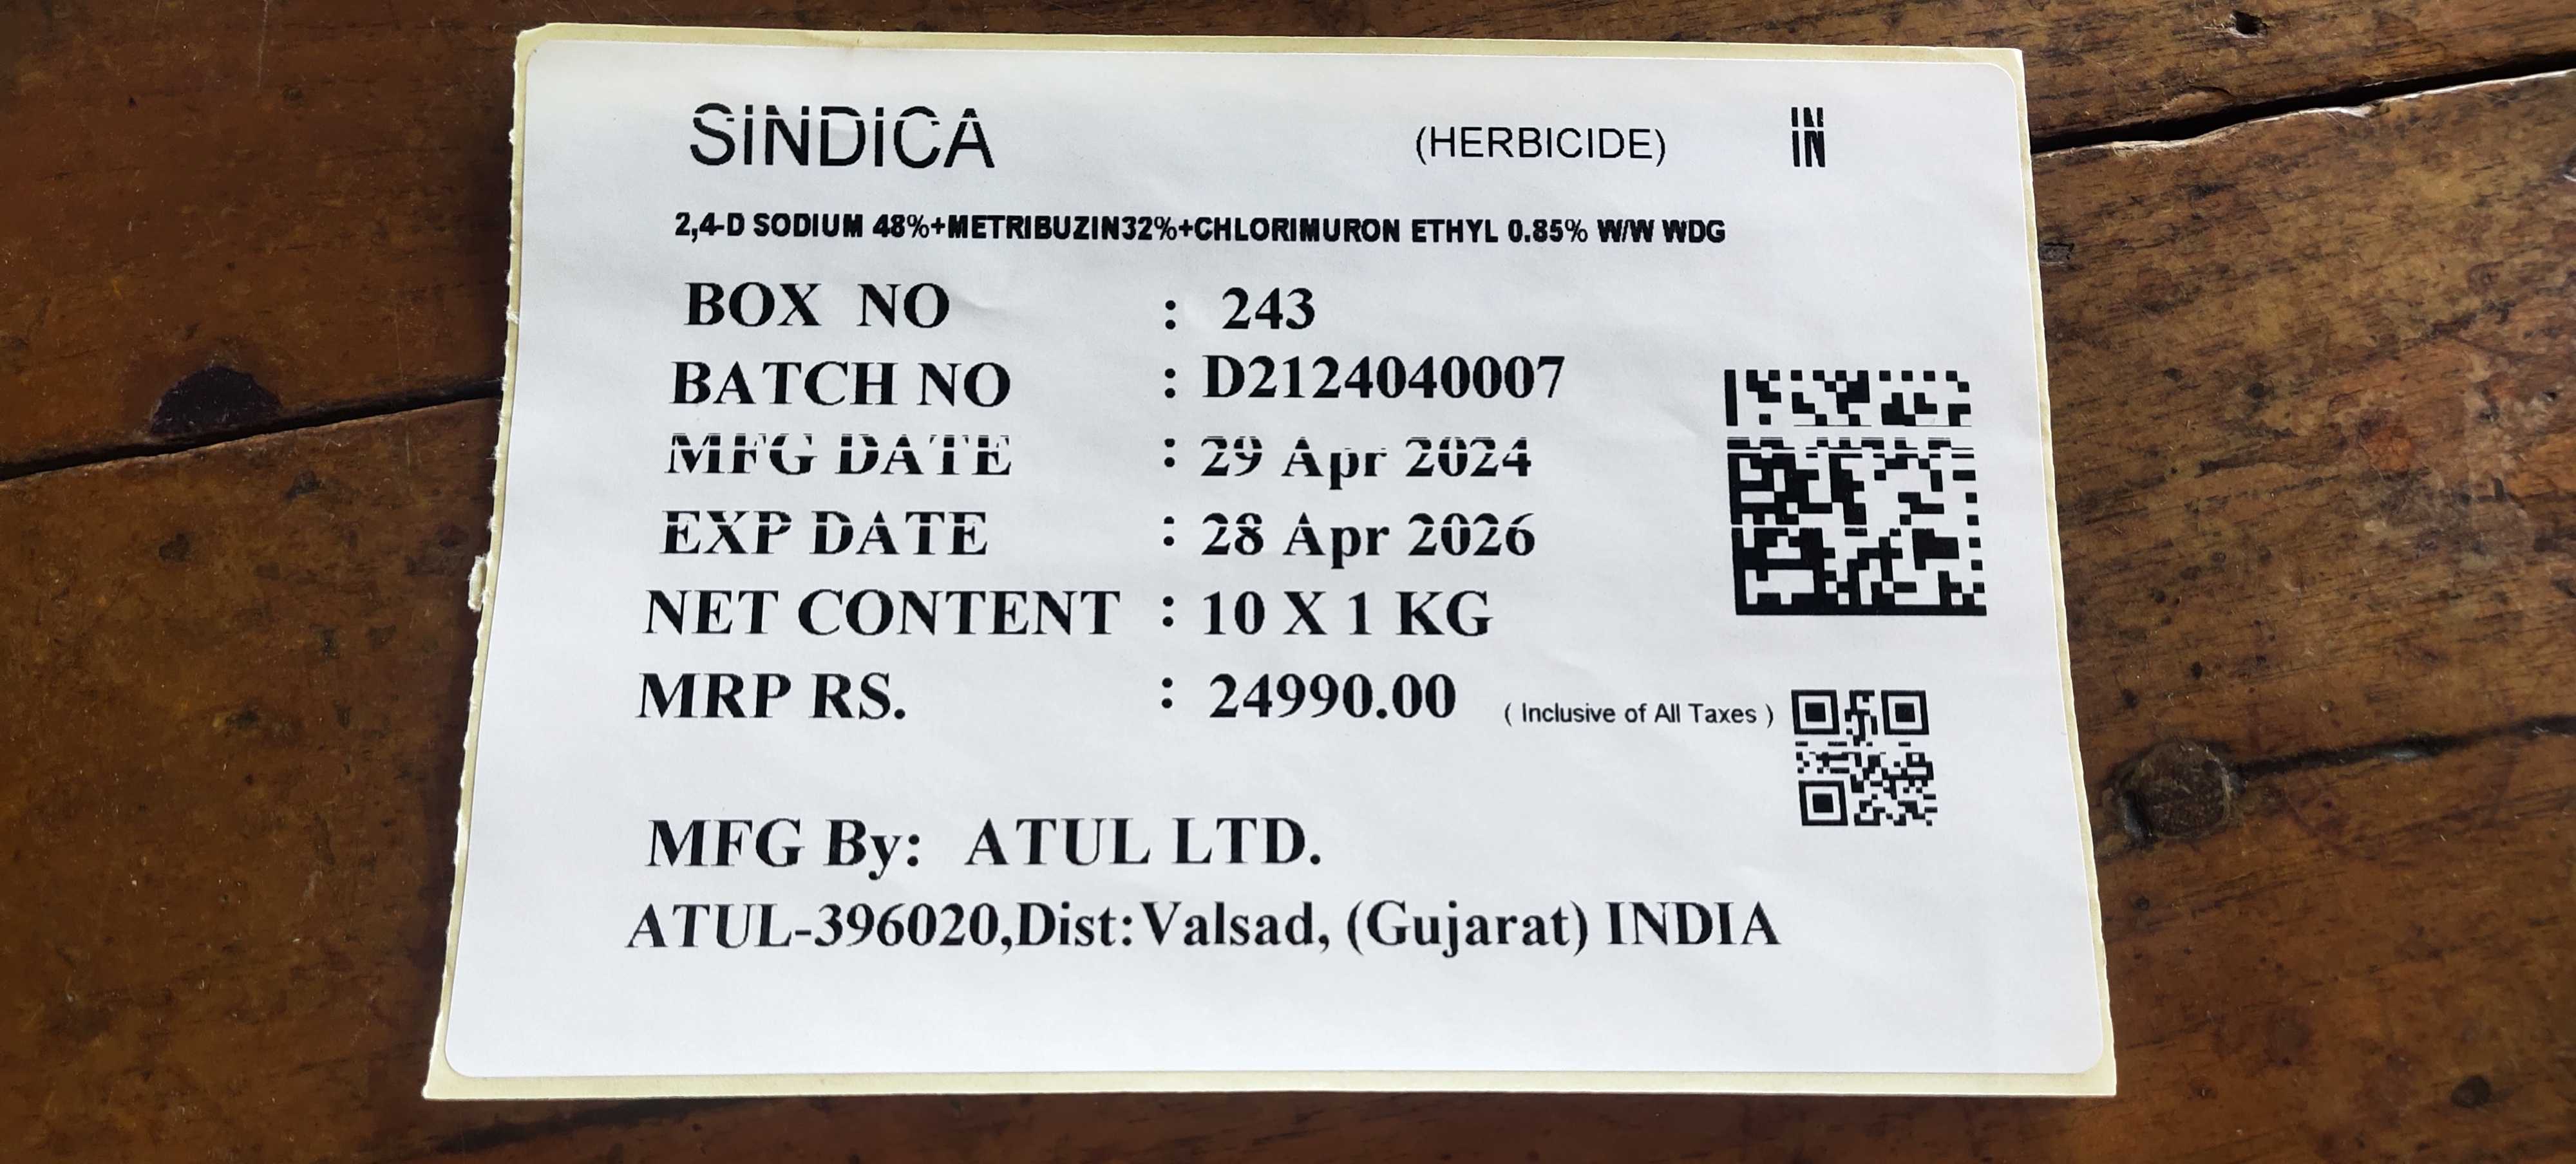 SINDICA (HERBICIDE) IN
2,4-D SODIUM 48%+METRIBUZIN32%+CHLORIMURON ETHYL 0.85% W/W WDG
BOX NO : 243
BATCH NO : D2124040007
MFG DATE : 29 Apr 2024
EXP DATE : 28 Apr 2026
NET CONTENT : 10 X 1 KG
MRP RS. : 24990.00 ( Inclusive of All Taxes )
MFG By: ATUL LTD.
ATUL-396020,Dist:Valsad, (Gujarat) INDIA